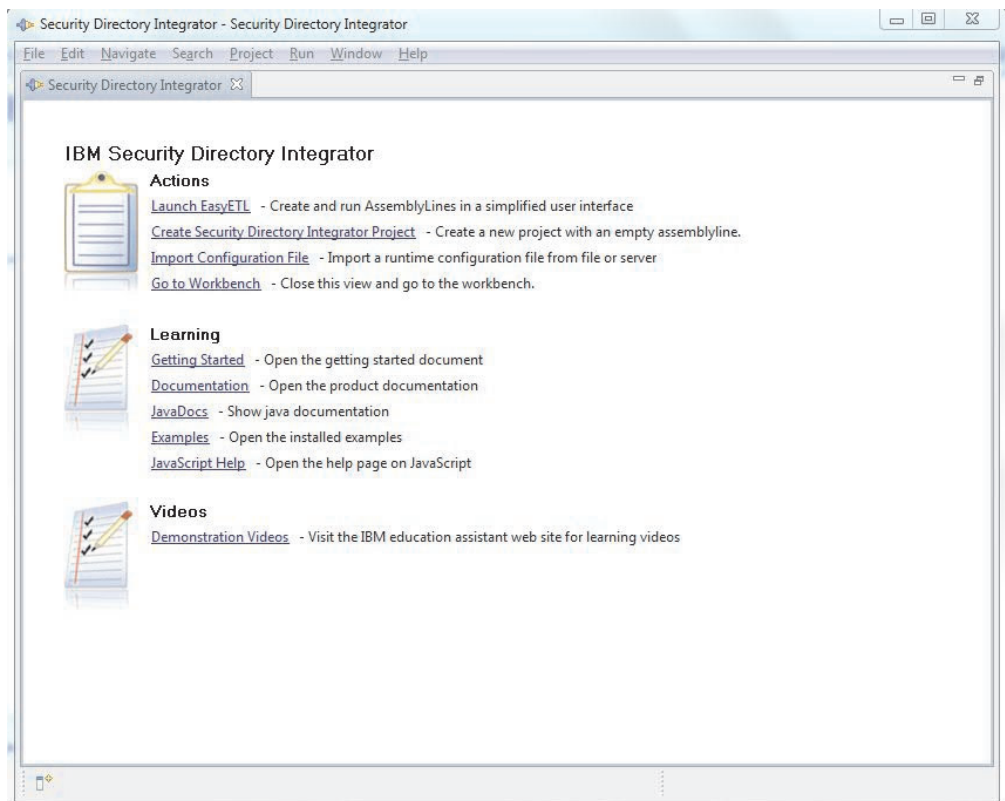 Security Directory Integrator - Security Directory Integrator
File Edit Navigate Search Project Run Window Help
Security Directory Integrator
IBM Security Directory Integrator
Actions
Launch EasyETL - Create and run AssemblyLines in a simplified user interface
Create Security Directory Integrator Project - Create a new project with an empty assemblyline.
Import Configuration File - Import a runtime configuration file from file or server
Go to Workbench - Close this view and go to the workbench.
Learning
Getting Started - Open the getting started document
Documentation - Open the product documentation
JavaDocs - Show java documentation
Examples - Open the installed examples
JavaScript Help - Open the help page on JavaScript
Videos
Demonstration Videos - Visit the IBM education assistant web site for learning videos